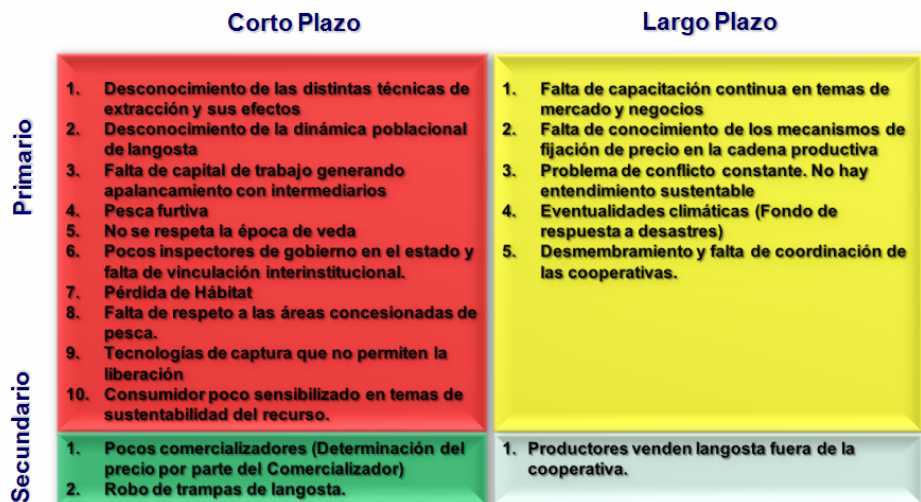 Corto Plazo
Largo Plazo
Primario
1. Desconocimiento de las distintas técnicas de
extracción y sus efectos
2. Desconocimiento de la dinámica poblacional
de langosta
3. Falta de capital de trabajo generando
apalancamiento con intermediarios
4. Pesca furtiva
5. No se respeta la época de veda
6. Pocos inspectores de gobierno en el estado y
falta de vinculación interinstitucional.
7. Pérdida de Hábitat
8. Falta de respeto a las áreas concesionadas de
pesca.
9. Tecnologías de captura que no permiten la
liberación
10. Consumidor poco sensibilizado en temas de
sustentabilidad del recurso.
1. Falta de capacitación continua en temas de
mercado y negocios
2. Falta de conocimiento de los mecanismos de
fijación de precio en la cadena productiva
3. Problema de conflicto constante. No hay
entendimiento sustentable
4. Eventualidades climáticas (Fondo de
respuesta a desastres)
5. Desmembramiento y falta de coordinación de
las cooperativas.
Secundario
1. Pocos comercializadores (Determinación del
precio por parte del Comercializador)
2. Robo de trampas de langosta.
1. Productores venden langosta fuera de la
cooperativa.